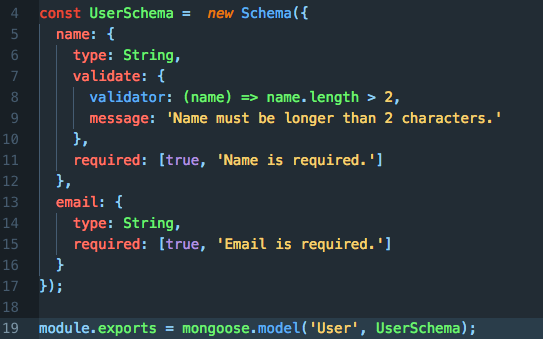 4 const UserSchema =  new Schema({
5   name: {
6     type: String,
7     validate: {
8       validator: (name) => name.length > 2,
9       message: 'Name must be longer than 2 characters.'
10     },
11     required: [true, 'Name is required.']
12   },
13   email: {
14     type: String,
15     required: [true, 'Email is required.']
16   }
17 });
18
19 module.exports = mongoose.model('User', UserSchema);